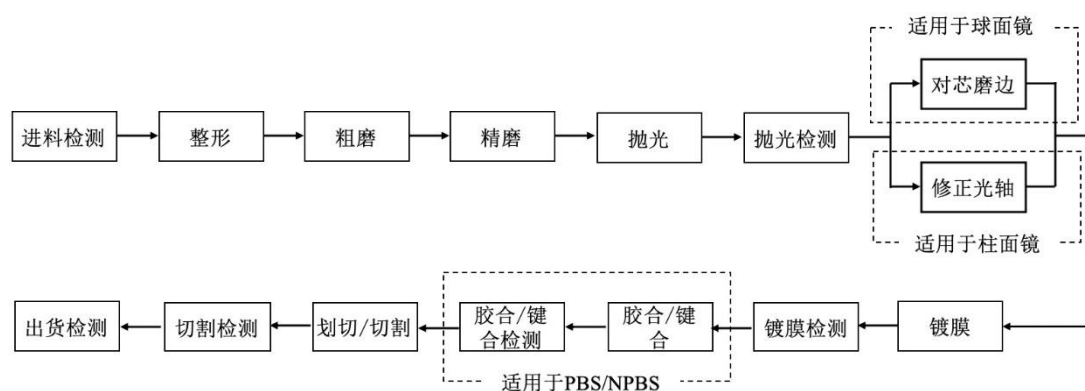 适用于球面镜
对芯磨边
进料检测
整形
粗磨
精磨
抛光
抛光检测
修正光轴
适用于柱面镜
出货检测
切割检测
划切/切割
胶合/键
合检测
胶合/键
合
镀膜检测
镀膜
适用于PBS/NPBS